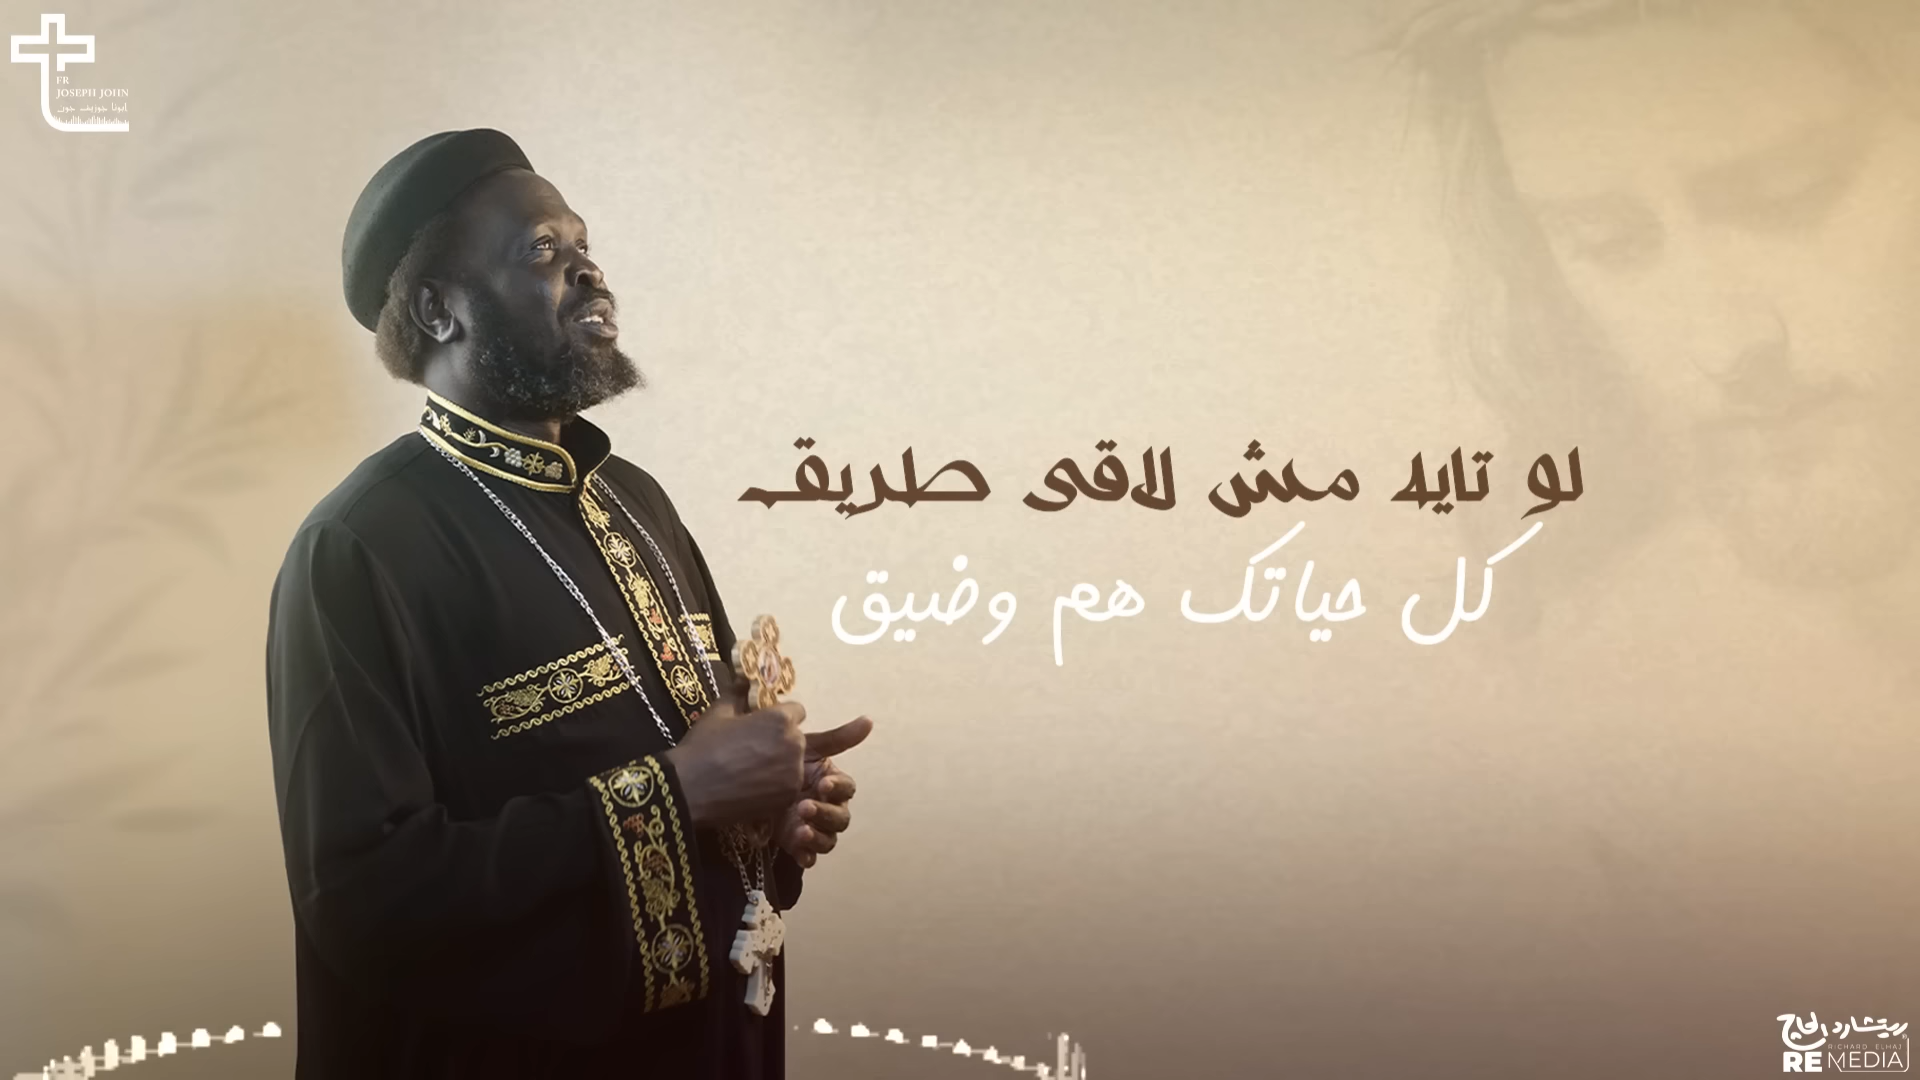 FR
JOSEPH JOHN
ابونا جوزيف جون
لو تايه مش لاقى طريق
كل حياتك هم وضيق
ريتشارد الحاج
RICHARD ELHAJ
RE MEDIA